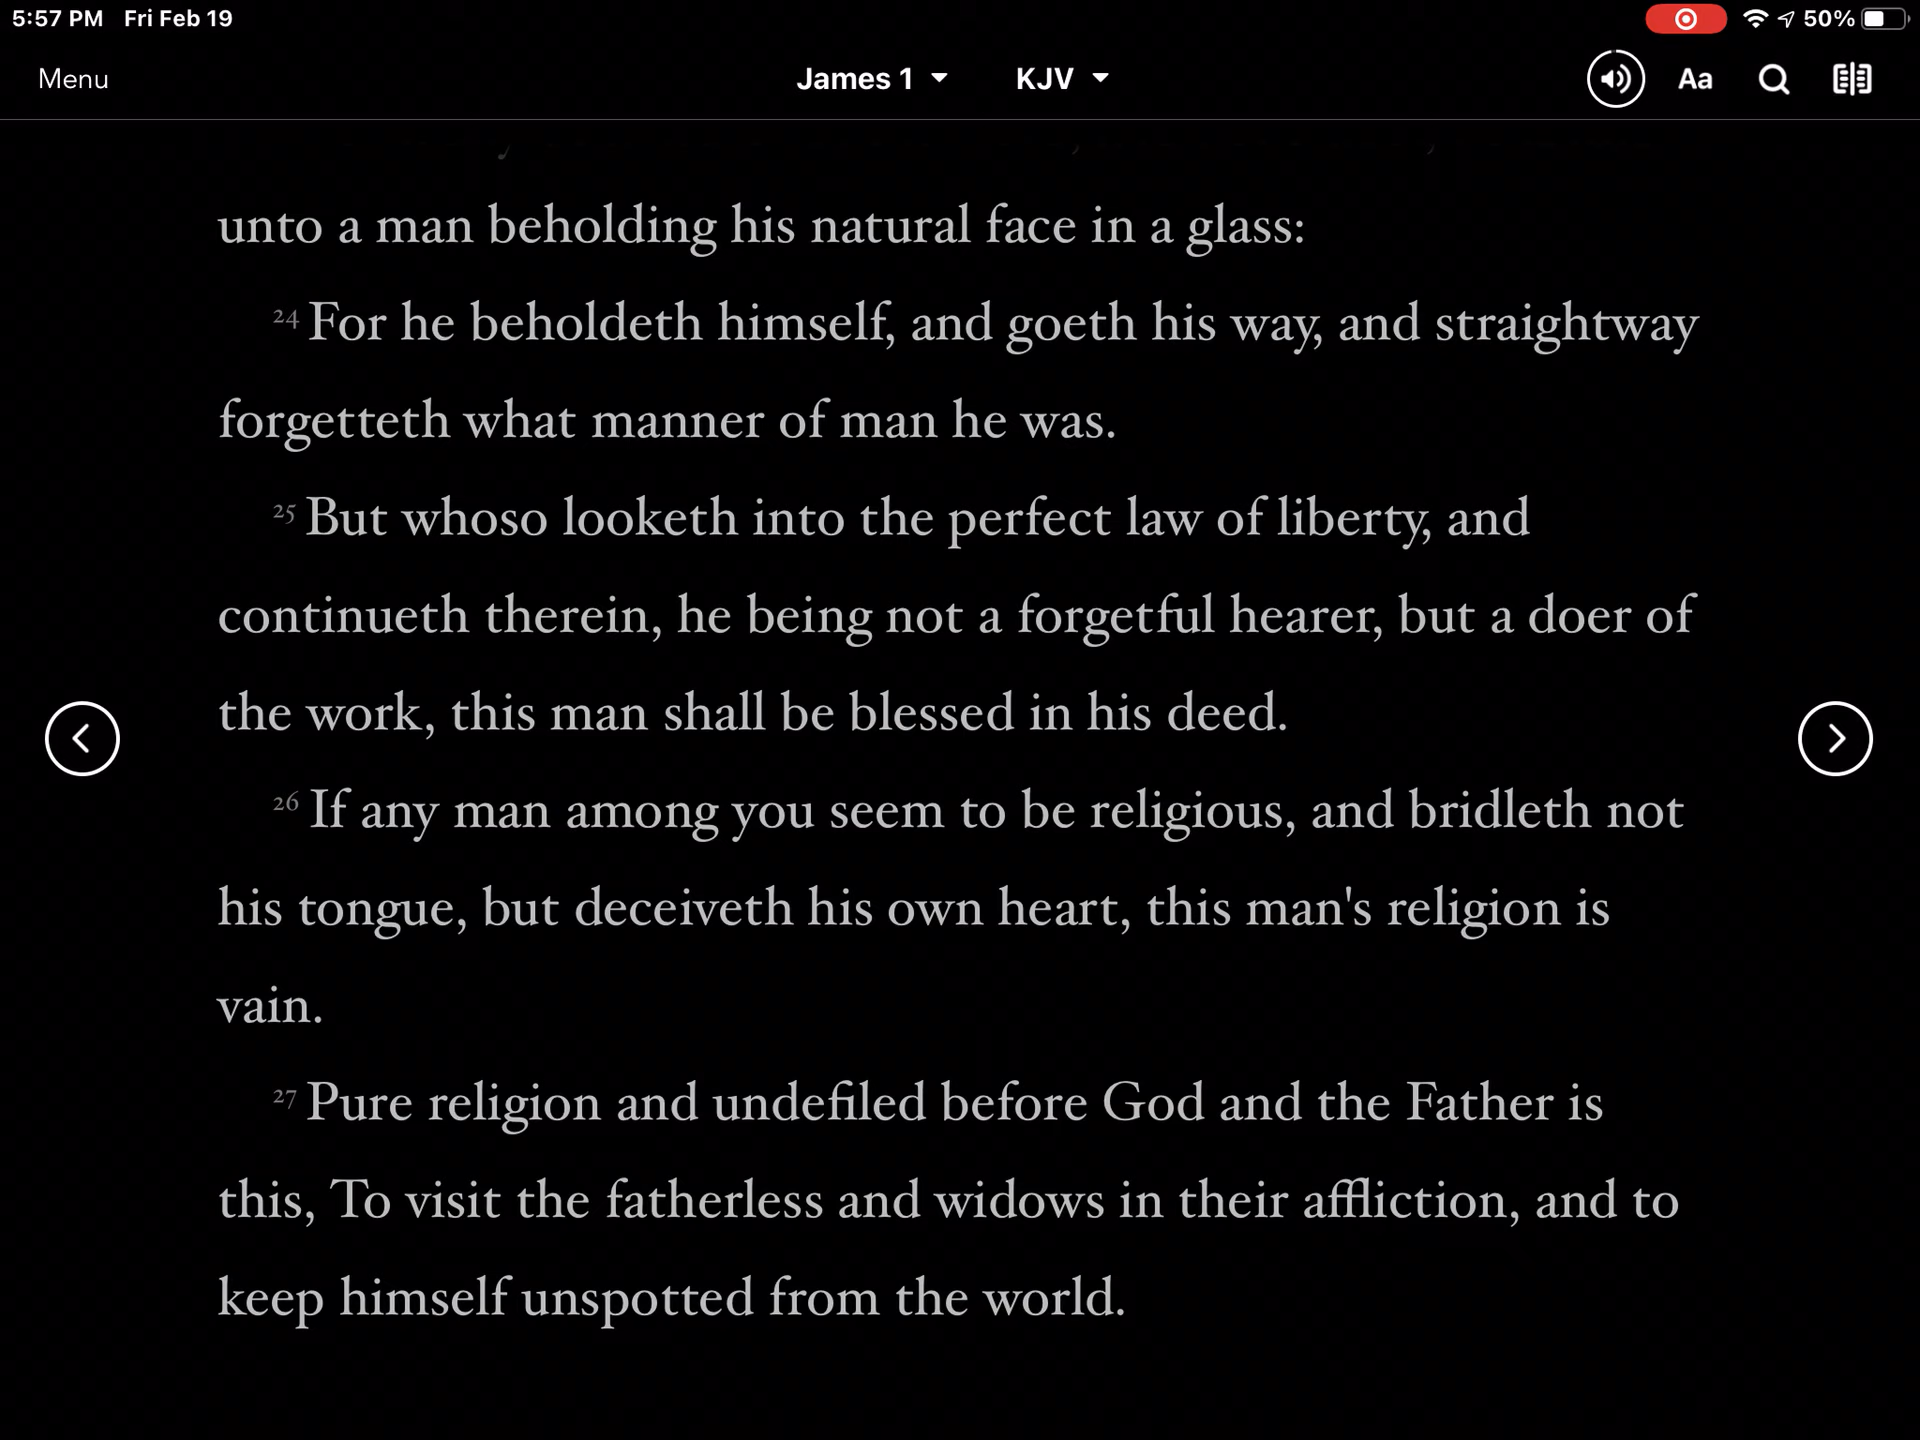 5:57 PM Fri Feb 19 50%
Menu James 1 KJV Aa
unto a man beholding his natural face in a glass:
24 For he beholdeth himself, and goeth his way, and straightway
forgetteth what manner of man he was.
25 But whoso looketh into the perfect law of liberty, and
continueth therein, he being not a forgetful hearer, but a doer of
the work, this man shall be blessed in his deed.
26 If any man among you seem to be religious, and bridleth not
his tongue, but deceiveth his own heart, this man's religion is
vain.
27 Pure religion and undefiled before God and the Father is
this, To visit the fatherless and widows in their affliction, and to
keep himself unspotted from the world.